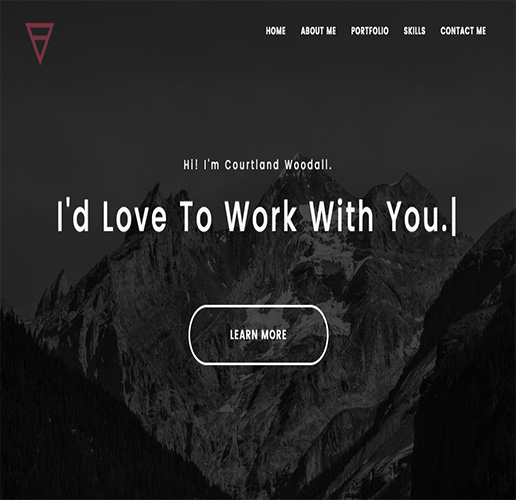 HOME ABOUT ME PORTFOLIO SKILLS CONTACT ME
Hi! I'm Courtland Woodall.
I'd Love To Work With You.|
LEARN MORE